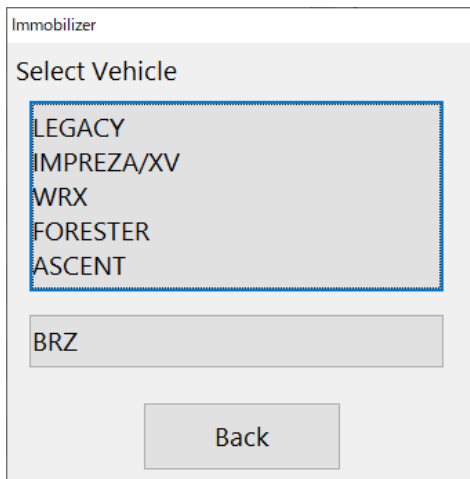 Immobilizer
Select Vehicle
LEGACY
IMPREZA/XV
WRX
FORESTER
ASCENT
BRZ
Back